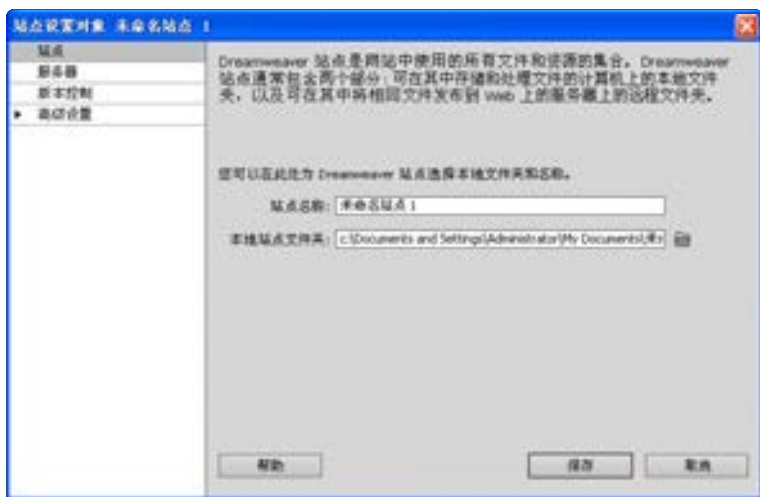 站点设置对象 未命名站点 1
站点
服务器
版本控制
高级设置
Dreamweaver 站点是网站中使用的所有文件和资源的集合。Dreamweaver
站点通常包含两个部分:可在其中存储和处理文件的计算机上的本地文件
夹,以及可在其中将相同文件发布到 Web 上的服务器上的远程文件夹。
您可以在此处为 Dreamweaver 站点选择本地文件夹和名称。
站点名称: 未命名站点 1
本地站点文件夹: c:\Documents and Settings\Administrator\My Documents\
帮助
保存
取消